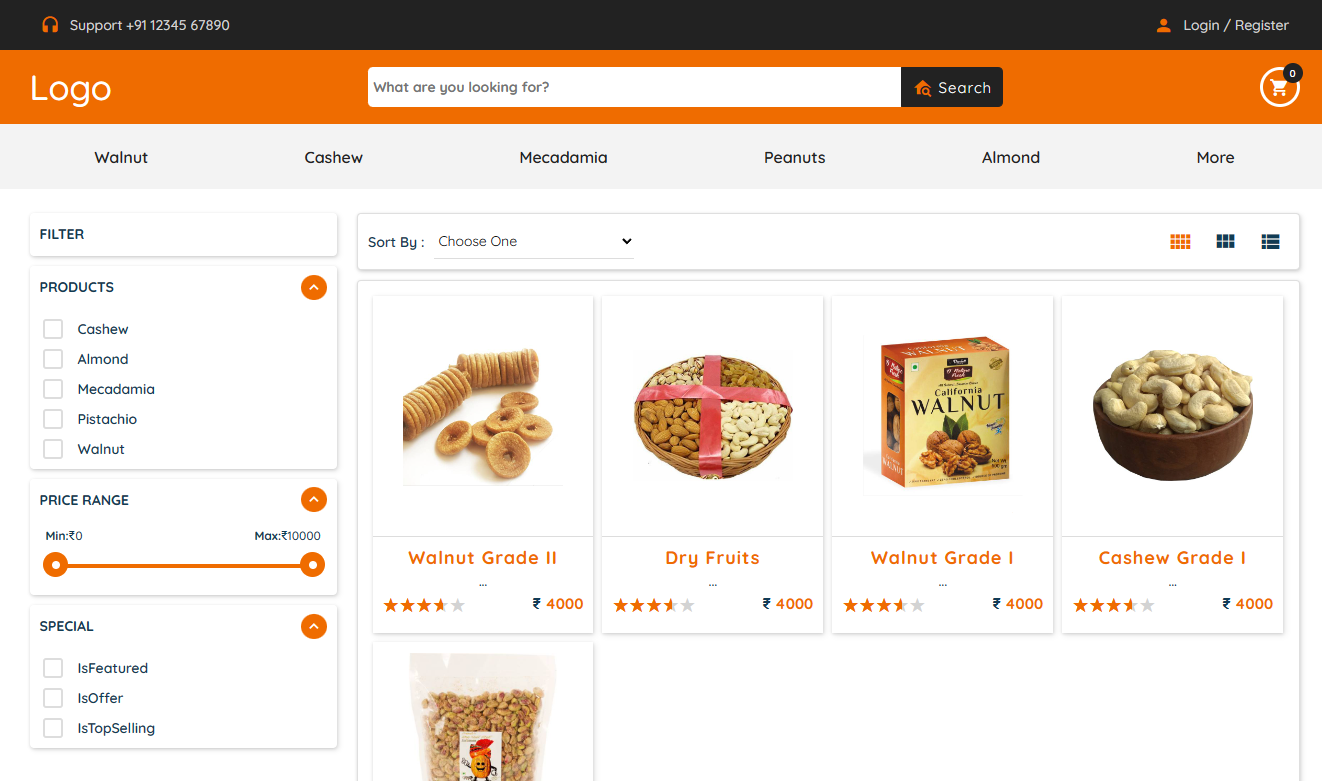 Support +91 12345 67890
Login / Register
Logo
What are you looking for?
Search
0
Walnut
Cashew
Mecadamia
Peanuts
Almond
More
FILTER
PRODUCTS
Cashew
Almond
Mecadamia
Pistachio
Walnut
PRICE RANGE
Min:₹0
Max:₹10000
SPECIAL
IsFeatured
IsOffer
IsTopSelling
Sort By :
Choose One
California
WALNUT
Walnut Grade II
...
₹ 4000
Dry Fruits
...
₹ 4000
Walnut Grade I
...
₹ 4000
Cashew Grade I
...
₹ 4000